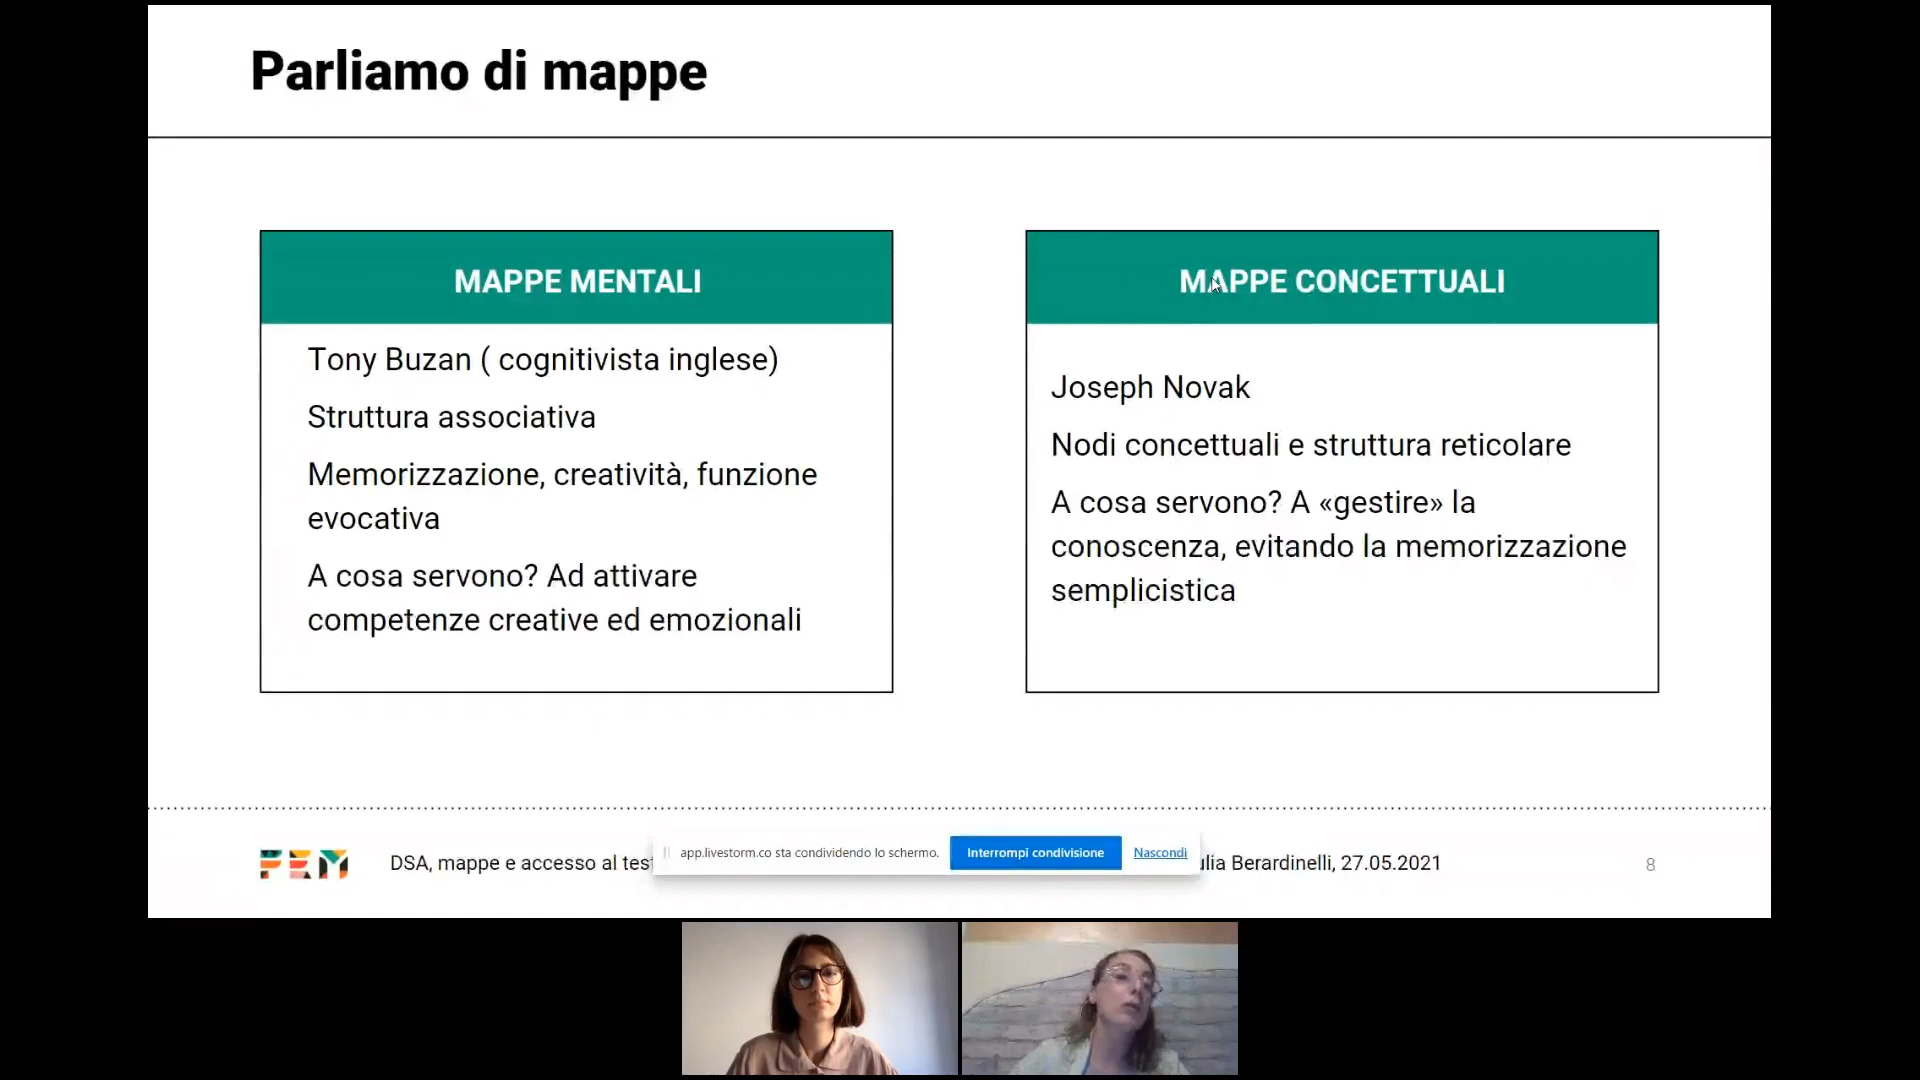 Parliamo di mappe
MAPPE MENTALI
Tony Buzan ( cognitivista inglese)
Struttura associativa
Memorizzazione, creatività, funzione
evocativa
A cosa servono? Ad attivare
competenze creative ed emozionali
MAPPE CONCETTUALI
Joseph Novak
Nodi concettuali e struttura reticolare
A cosa servono? A «gestire» la
conoscenza, evitando la memorizzazione
semplicistica
FEM
DSA, mappe e accesso al
app.livestorm.co sta condividendo lo schermo.
Interrompi condivisione
Nascondi
Berardinelli, 27.05.2021
8